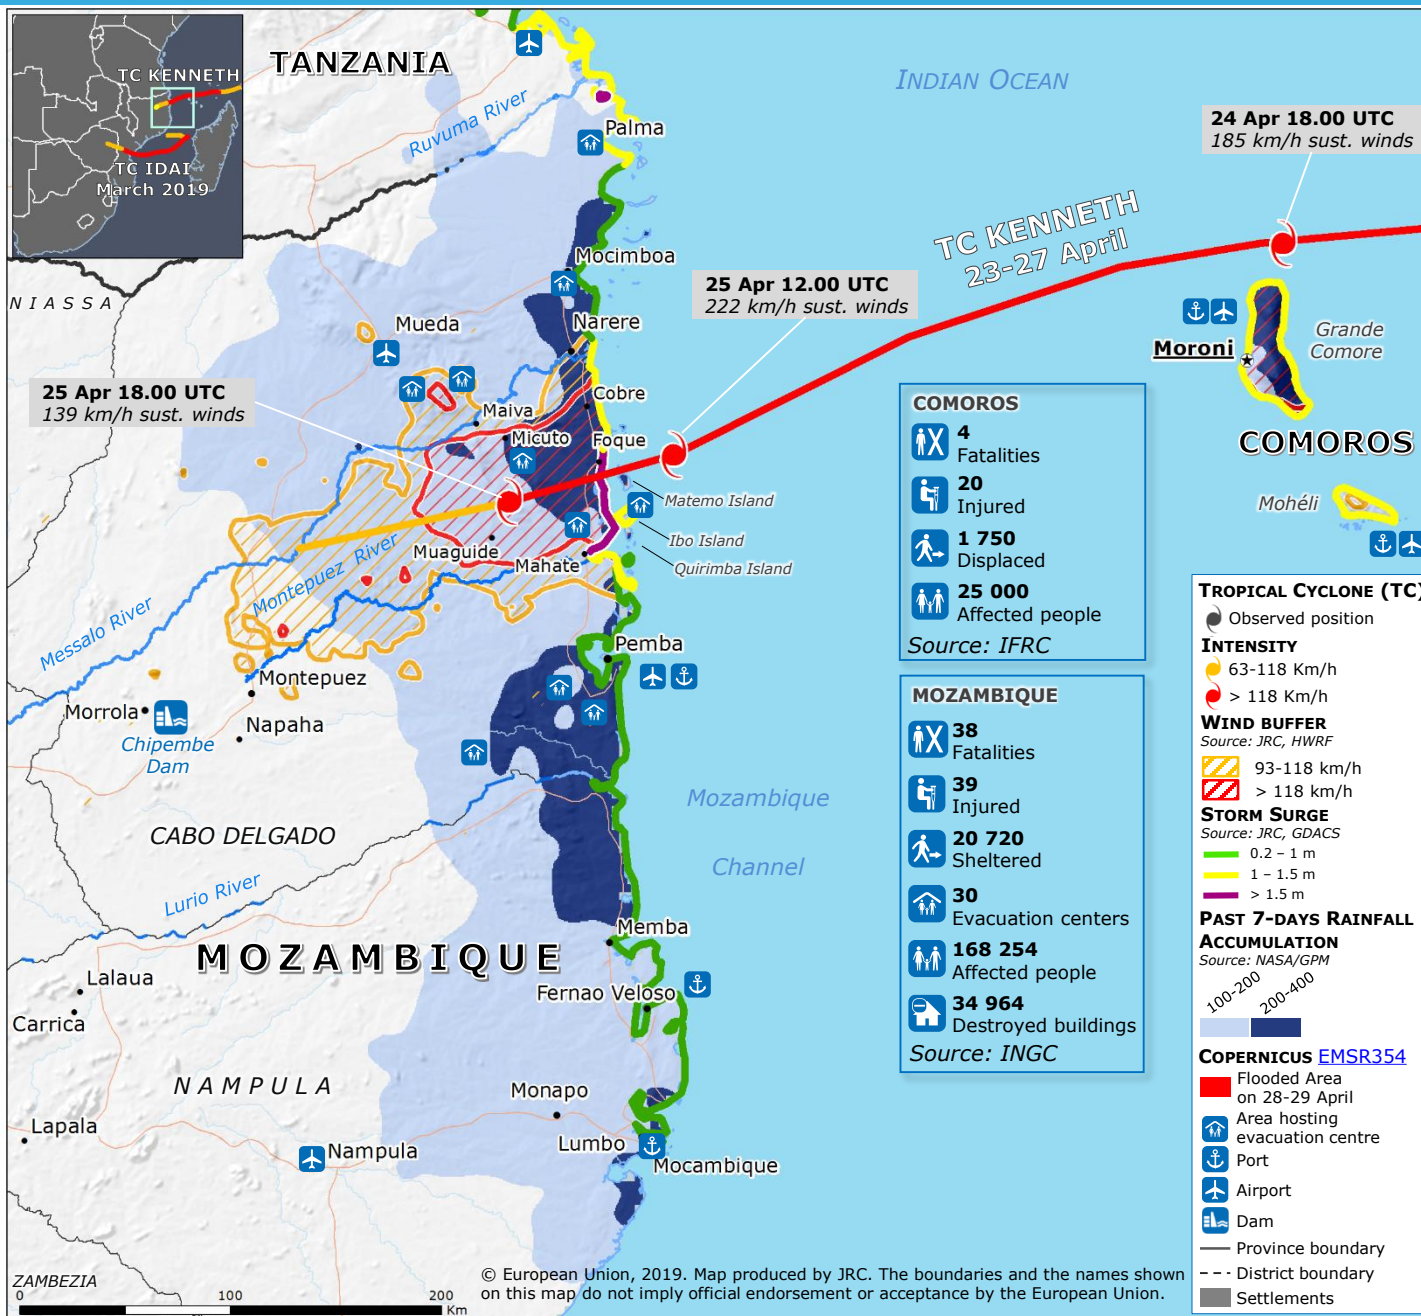 TC KENNETH
TC IDAI
March 2019
TANZANIA
Ruvuma River
INDIAN OCEAN
24 Apr 18.00 UTC
185 km/h sust. winds
Palma
TC KENNETH
23-27 April
Mocimboa
25 Apr 12.00 UTC
222 km/h sust. winds
NIASSA
Mueda
Narere
Moroni
Grande
Comore
25 Apr 18.00 UTC
139 km/h sust. winds
Cobre
Maiva
Micuto
Foque
COMOROS
Matemo Island
Mohéli
Ibo Island
Muaguide
Mahate
Quirimba Island
Montepuez River
Messalo River
Pemba
Montepuez
Morrola
Napaha
Chipembe
Dam
Mozambique
Channel
CABO DELGADO
Lurio River
MOZAMBIQUE
Memba
Lalaua
Fernao Veloso
Carrica
NAMPULA
Monapo
Lapala
Lumbo
Nampula
Mocambique
ZAMBEZIA
0 100 200 Km
COMOROS
4
Fatalities
20
Injured
1 750
Displaced
25 000
Affected people
Source: IFRC
MOZAMBIQUE
38
Fatalities
39
Injured
20 720
Sheltered
30
Evacuation centers
168 254
Affected people
34 964
Destroyed buildings
Source: INGC
TROPICAL CYCLONE (TC)
Observed position
INTENSITY
63-118 Km/h
> 118 Km/h
WIND BUFFER
Source: JRC, HWRF
93-118 km/h
> 118 km/h
STORM SURGE
Source: JRC, GDACS
0.2 – 1 m
1 – 1.5 m
> 1.5 m
PAST 7-DAYS RAINFALL
ACCUMULATION
Source: NASA/GPM
100-200 200-400
COPERNICUS EMSR354
Flooded Area
on 28-29 April
Area hosting
evacuation centre
Port
Airport
Dam
Province boundary
District boundary
Settlements
© European Union, 2019. Map produced by JRC. The boundaries and the names shown
on this map do not imply official endorsement or acceptance by the European Union.